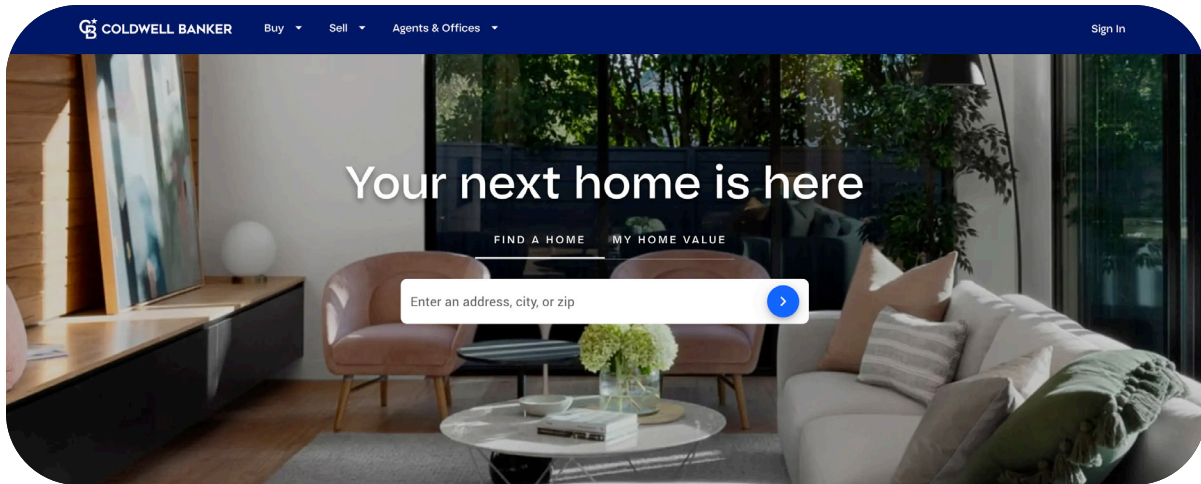 COLDWELL BANKER Buy Sell Agents & Offices Sign In
Your next home is here
FIND A HOME MY HOME VALUE
Enter an address, city, or zip